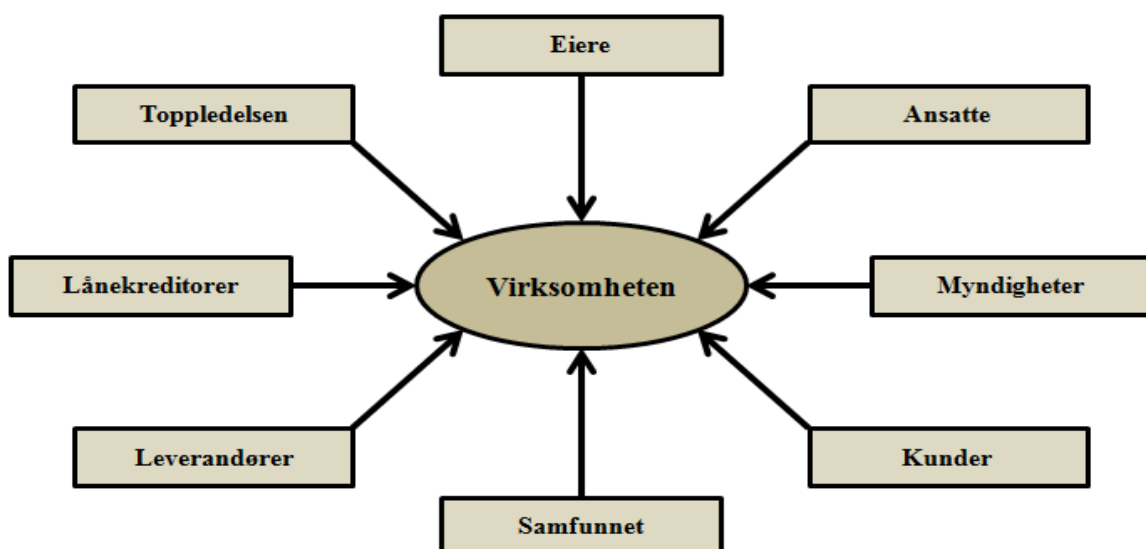 Eiere
Toppledelsen
Ansatte
Lånekreditorer
Virksomheten
Myndigheter
Leverandører
Kunder
Samfunnet